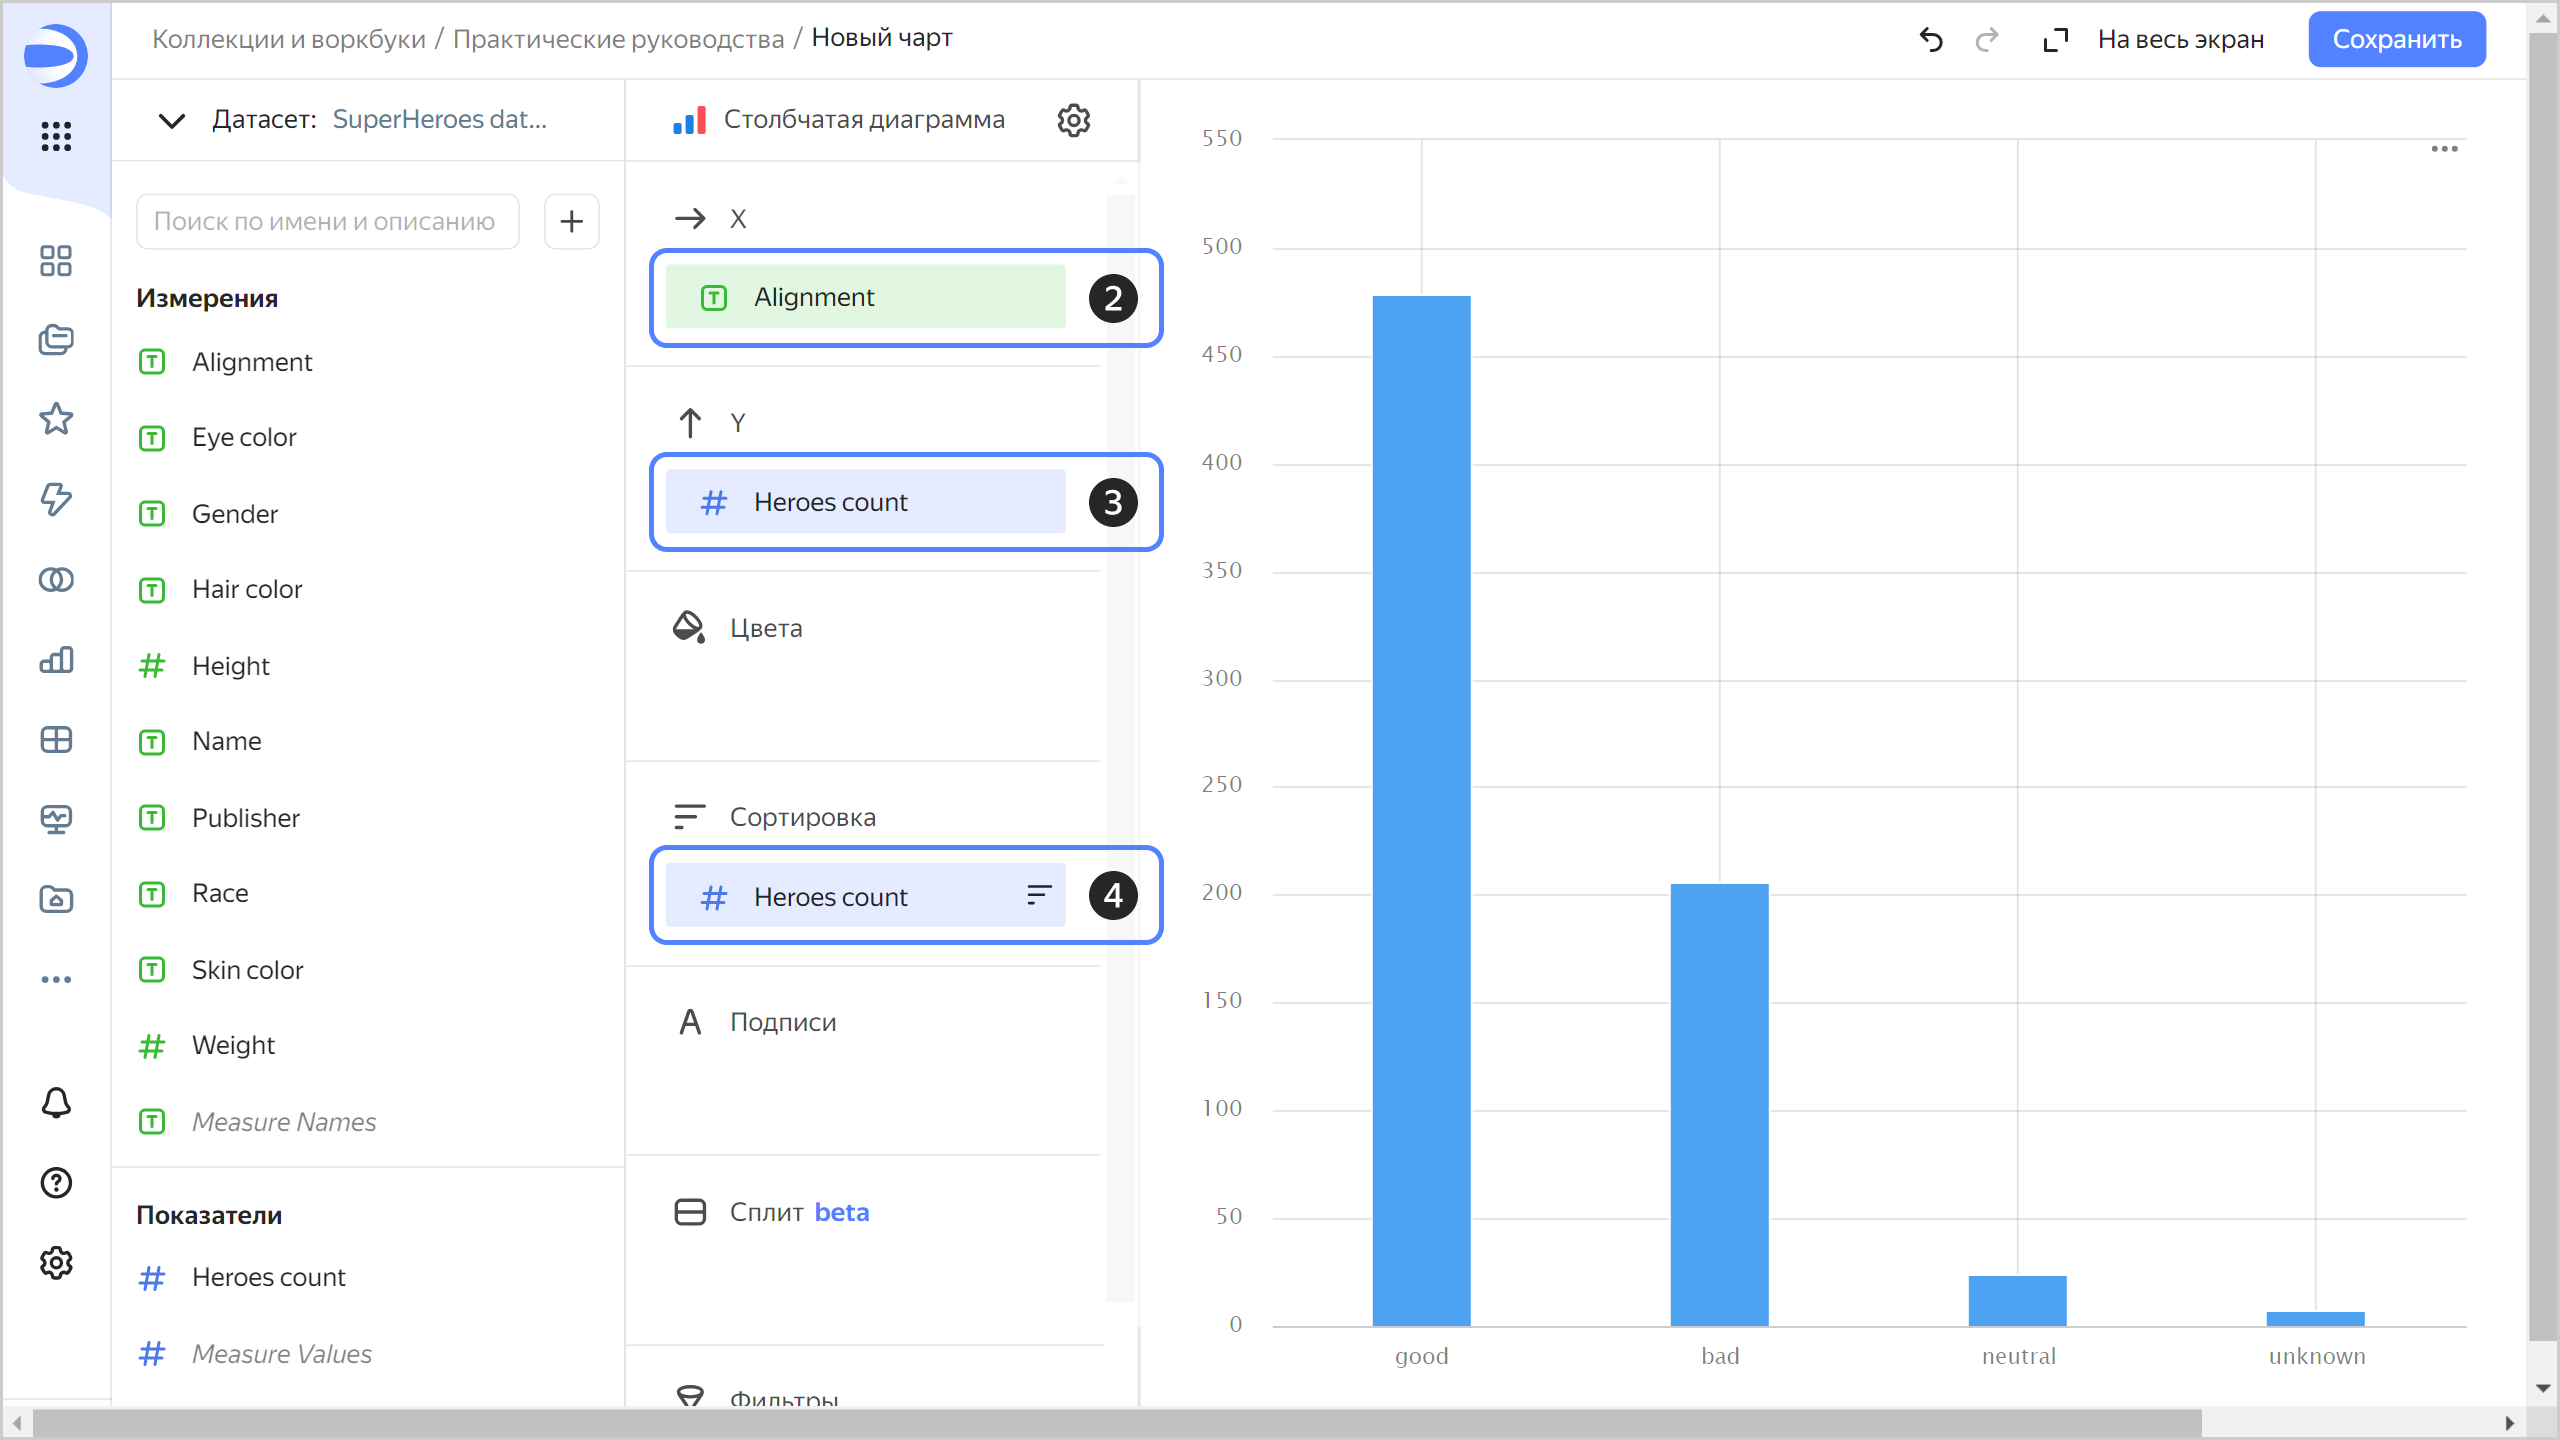 Коллекции и воркбуки / Практические руководства / Новый чарт
На весь экран
Сохранить
Датасет: SuperHeroes dat...
Поиск по имени и описанию
Измерения
Alignment
Eye color
Gender
Hair color
Height
Name
Publisher
Race
Skin color
Weight
Measure Names
Показатели
Heroes count
Measure Values
Столбчатая диаграмма
X
Alignment
2
Y
Heroes count
3
Цвета
Сортировка
Heroes count
4
Подписи
Сплит beta
Фильтры
550
500
450
400
350
300
250
200
150
100
50
0
good
bad
neutral
unknown